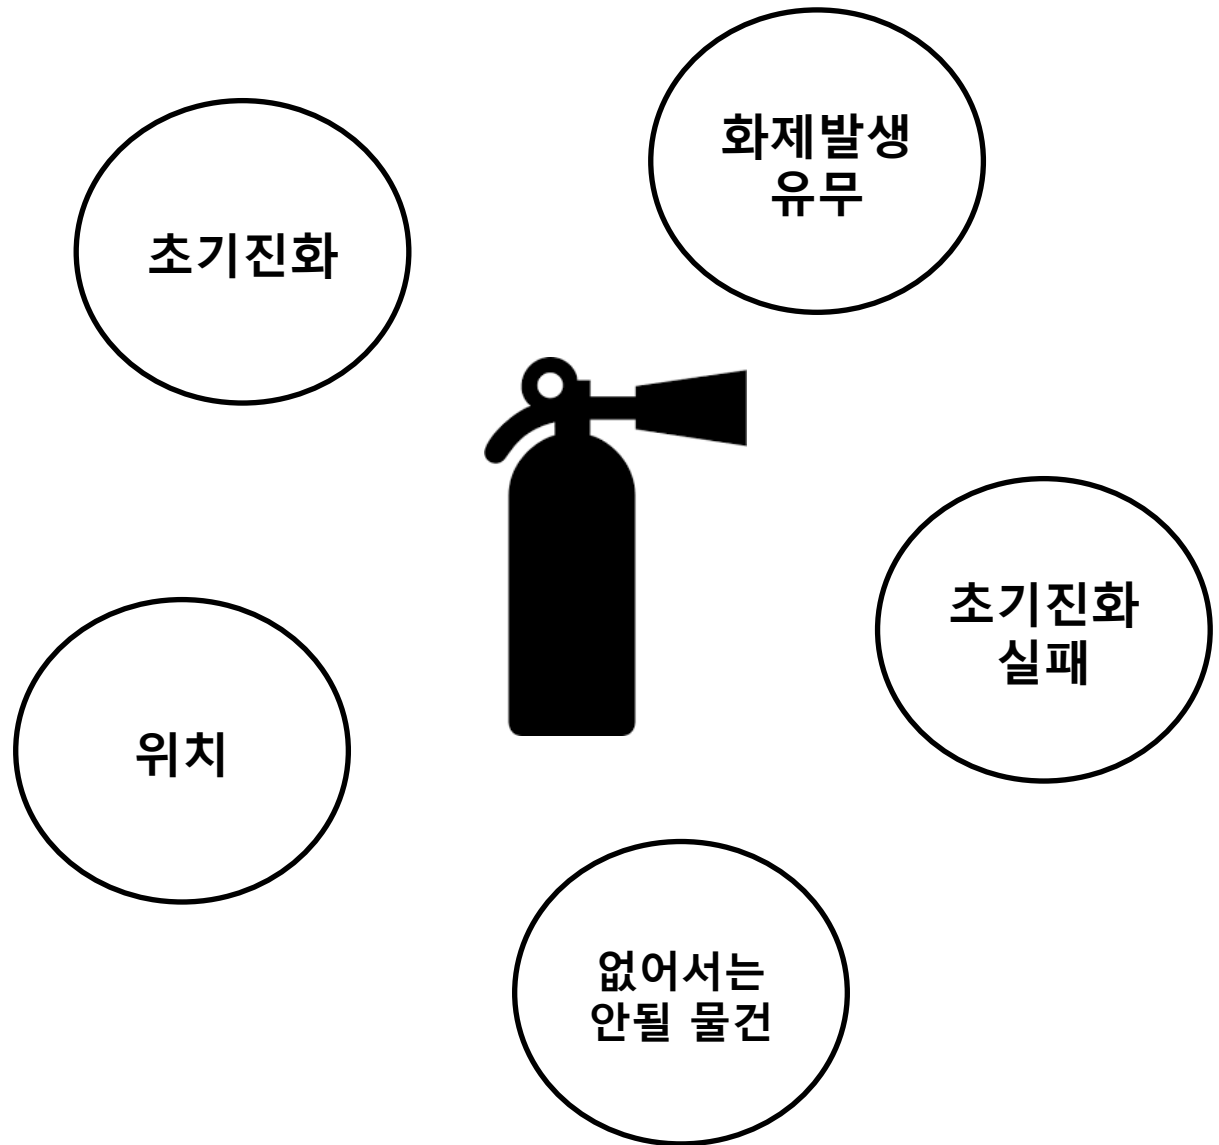 화제발생
유무
초기진화
초기진화
실패
위치
없어서는
안될 물건